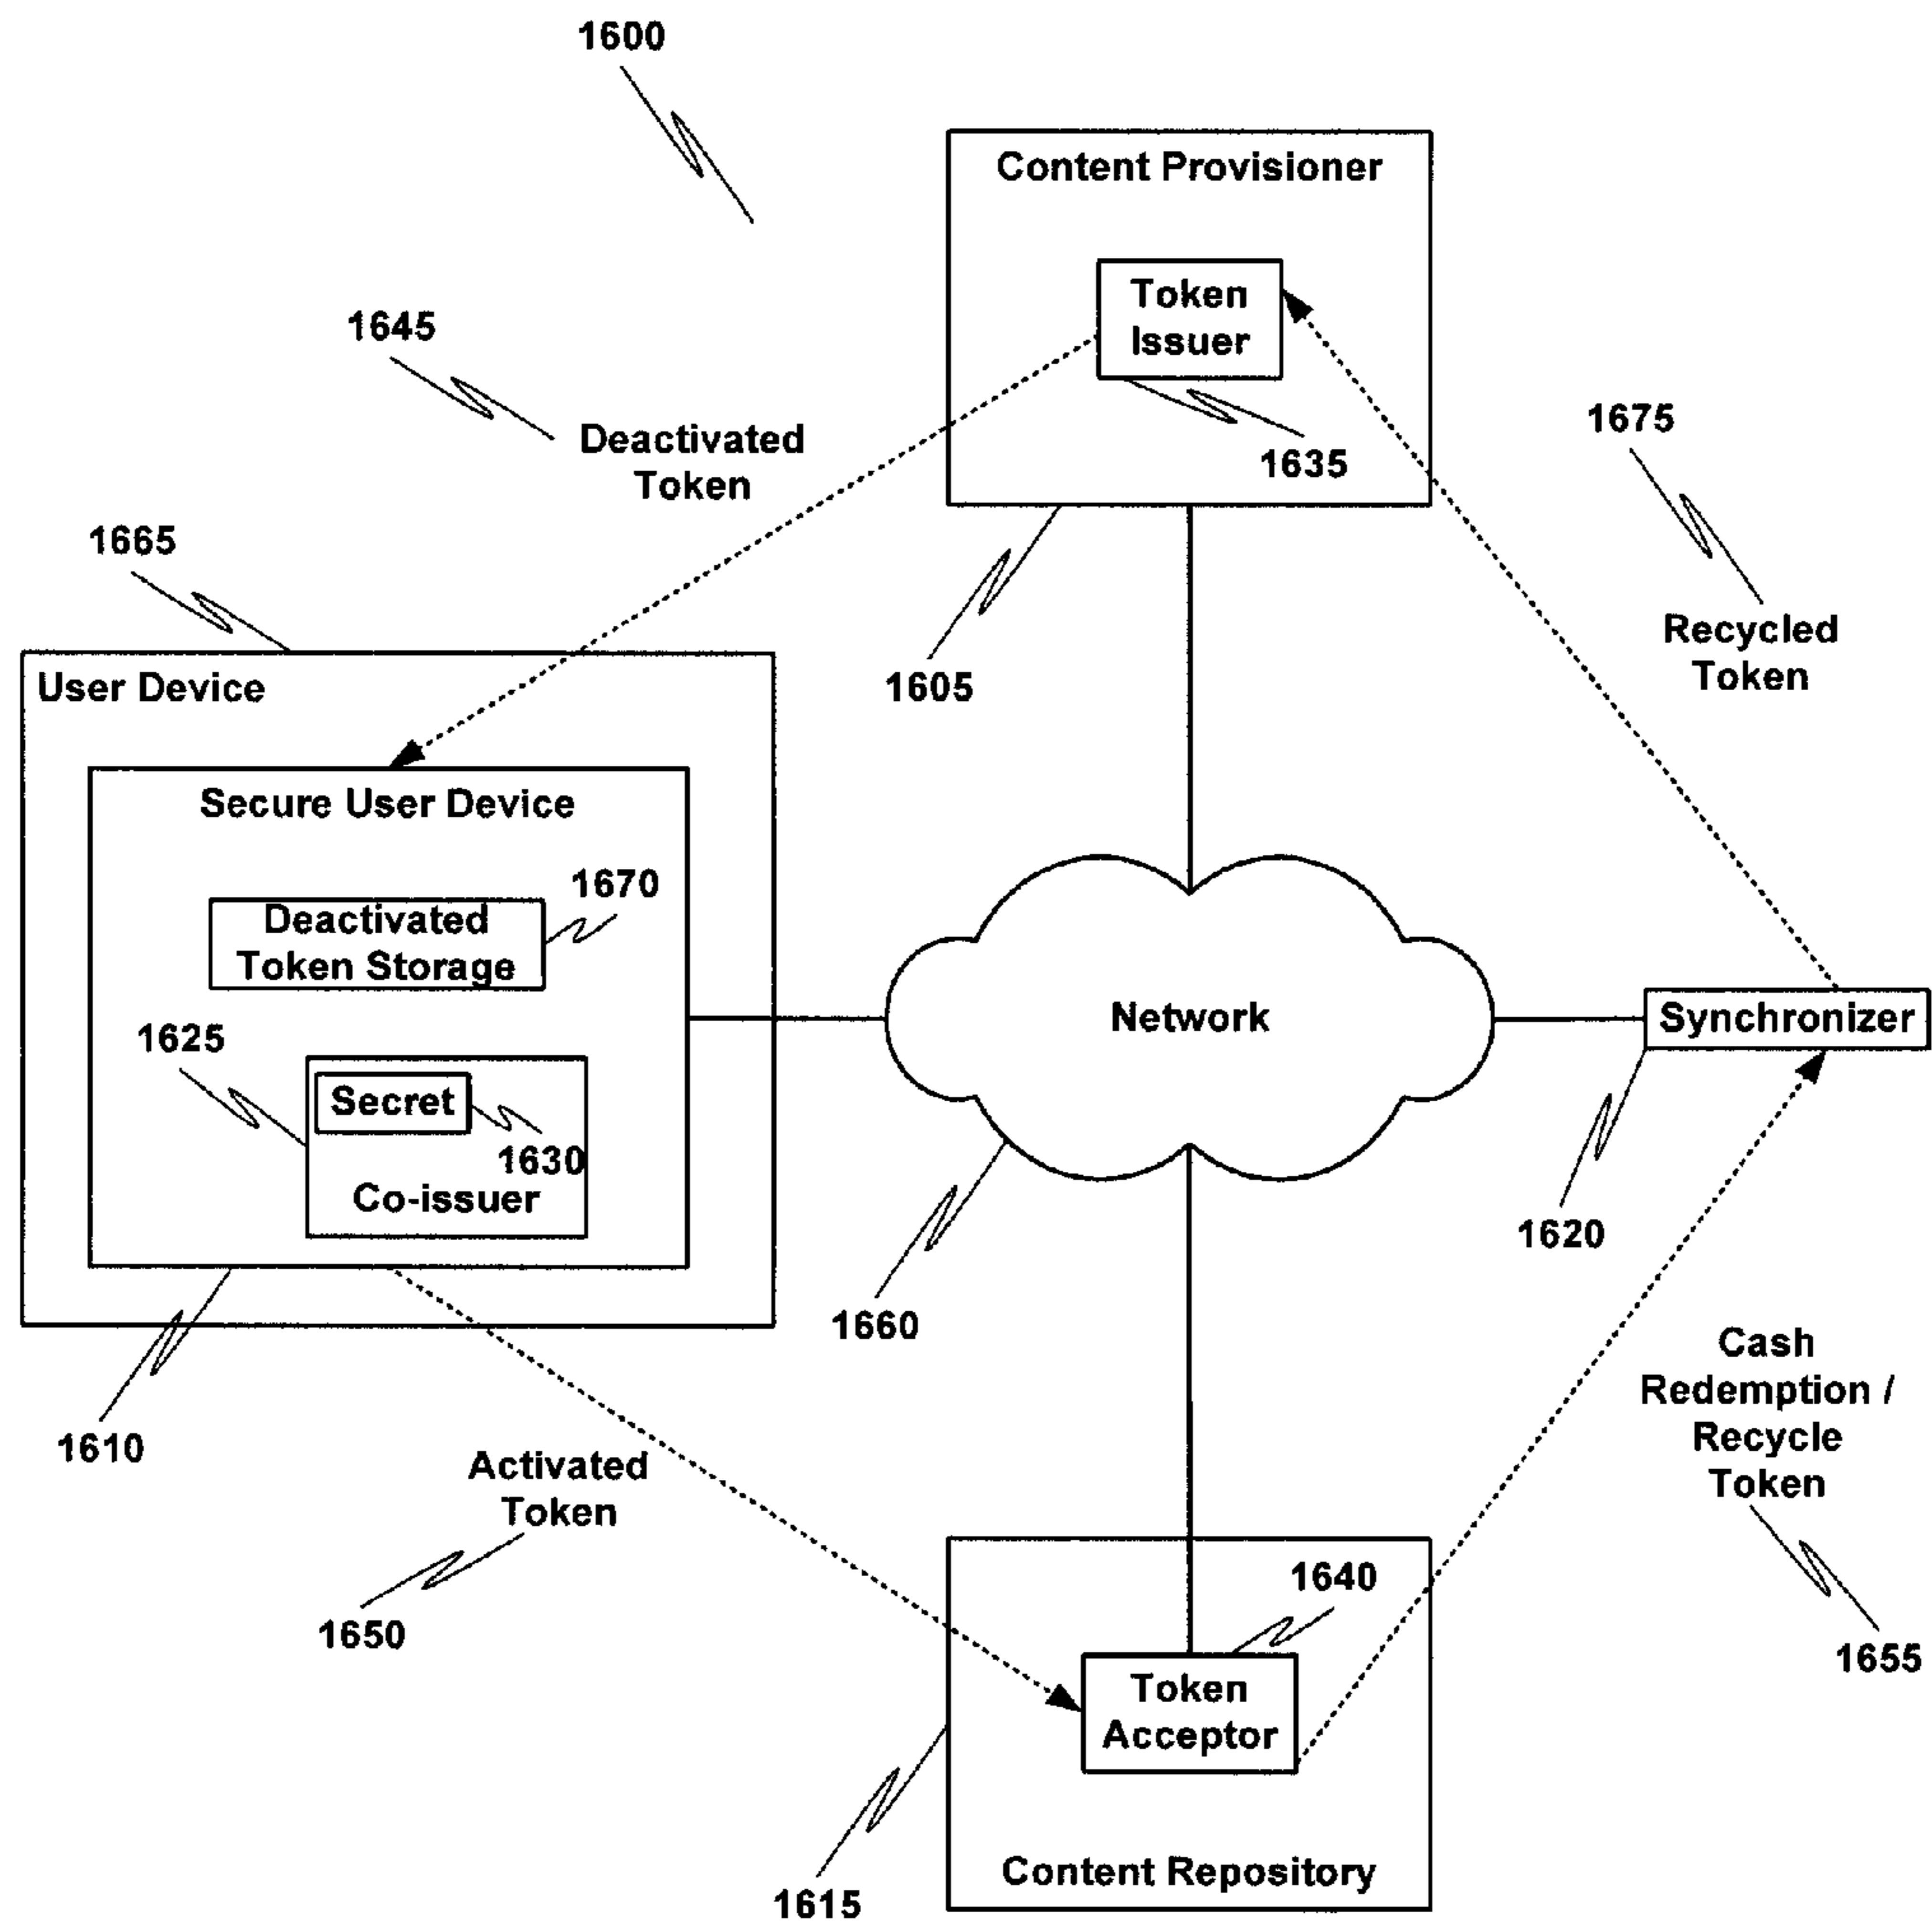 1600
Content Provisioner
Token
Issuer
1635
1645
Deactivated
Token
1675
Recycled
Token
1665
1605
User Device
Secure User Device
1670
Deactivated
Token Storage
1625
Secret
1630
Co-issuer
Network
Synchronizer
1620
1660
1610
Activated
Token
1650
Cash
Redemption /
Recycle
Token
1655
1640
Token
Acceptor
Content Repository
1615